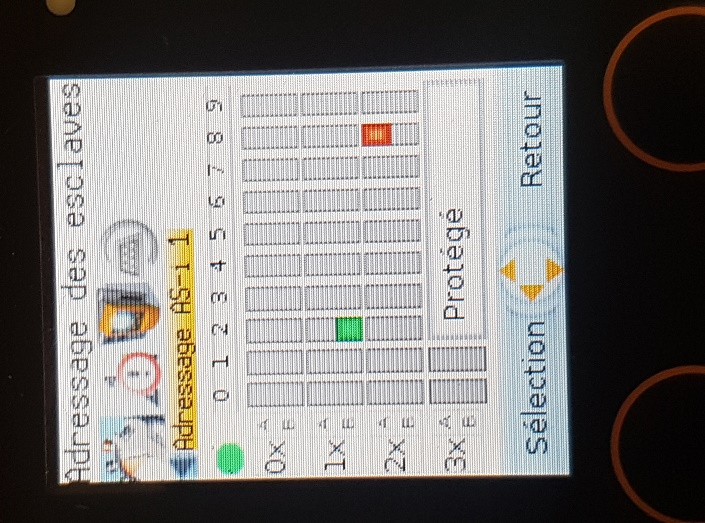 Adressage des esclaves
Adressage AS-i 1
0 1 2 3 4 5 6 7 8 9
0x A B
1x A B
2x A B
3x A B
Protégé
Sélection Retour